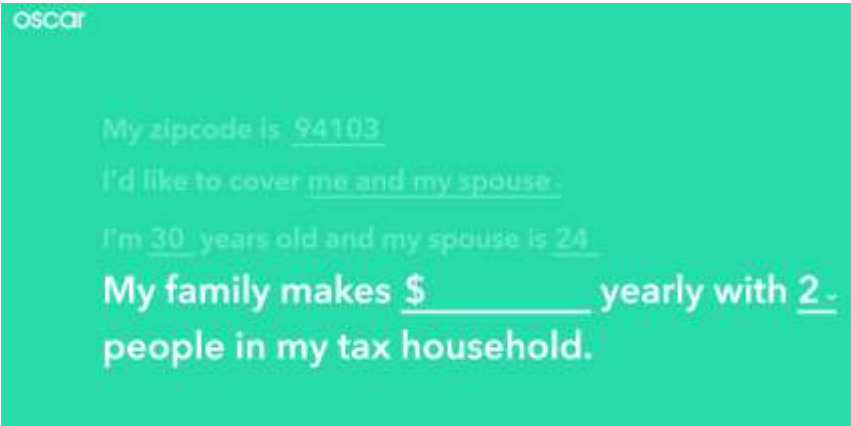 oscar
My zipcode is 94103
I'd like to cover me and my spouse
I'm 30 years old and my spouse is 24
My family makes $ yearly with 2
people in my tax household.